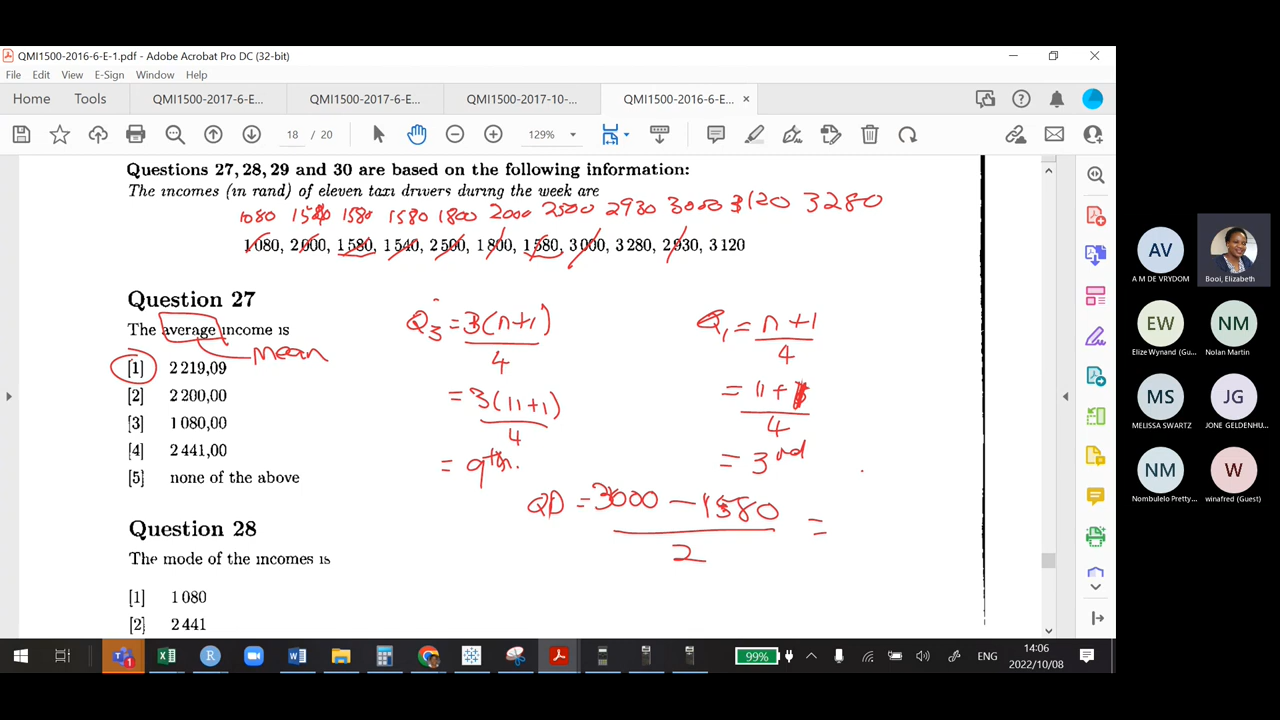 QMI1500-2016-6-E-1.pdf - Adobe Acrobat Pro DC (32-bit)
File Edit View E-Sign Window Help
Home Tools QMI1500-2017-6-E... QMI1500-2017-6-E... QMI1500-2017-10-... QMI1500-2016-6-E... ×
18 / 20 129%
Questions 27, 28, 29 and 30 are based on the following information:
The incomes (in rand) of eleven taxi drivers during the week are
1080 1580 1580 1800 2000 2500 2930 3000 3120 3280
1 080, 2 000, 1 580, 1 540, 2 500, 1 800, 1 580, 3 000, 3 280, 2 930, 3 120
Question 27
The average income is
mean
[1] 2 219,09
[2] 2 200,00
[3] 1 080,00
[4] 2 441,00
[5] none of the above
Q3 = 3(n+1)
4
= 3(11+1)
4
= 9th.
Q1 = n+1
4
= 11+1
4
= 3rd
QD = 3000 - 1580 =
2
Question 28
The mode of the incomes is
[1] 1 080
[2] 2 441
AV
A M DE VRYDOM
Booi, Elizabeth
EW
Elize Wynand (Gu...
NM
Nolan Martin
MS
MELISSA SWARTZ
JG
JONE GELDENHU...
NM
Nombulelo Pretty...
W
winafred (Guest)
99% ENG 14:06
2022/10/08